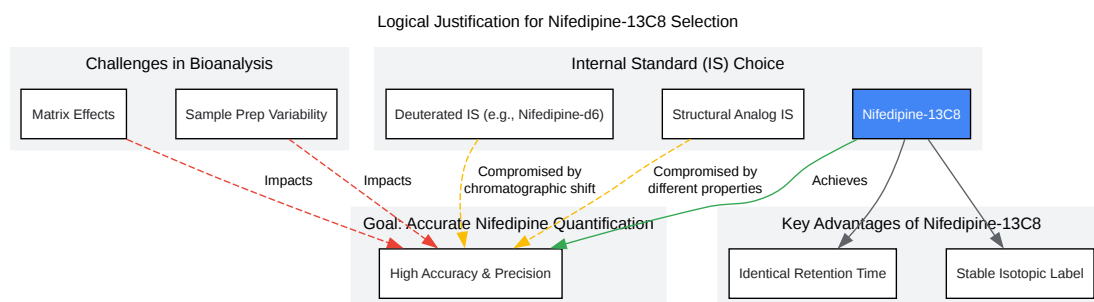 Logical Justification for Nifedipine-13C8 Selection
Challenges in Bioanalysis
Internal Standard (IS) Choice
Matrix Effects
Sample Prep Variability
Deuterated IS (e.g., Nifedipine-d6)
Structural Analog IS
Nifedipine-13C8
Impacts
Impacts
Compromised by
chromatographic shift
Compromised by
different properties
Achieves
Goal: Accurate Nifedipine Quantification
Key Advantages of Nifedipine-13C8
High Accuracy & Precision
Identical Retention Time
Stable Isotopic Label